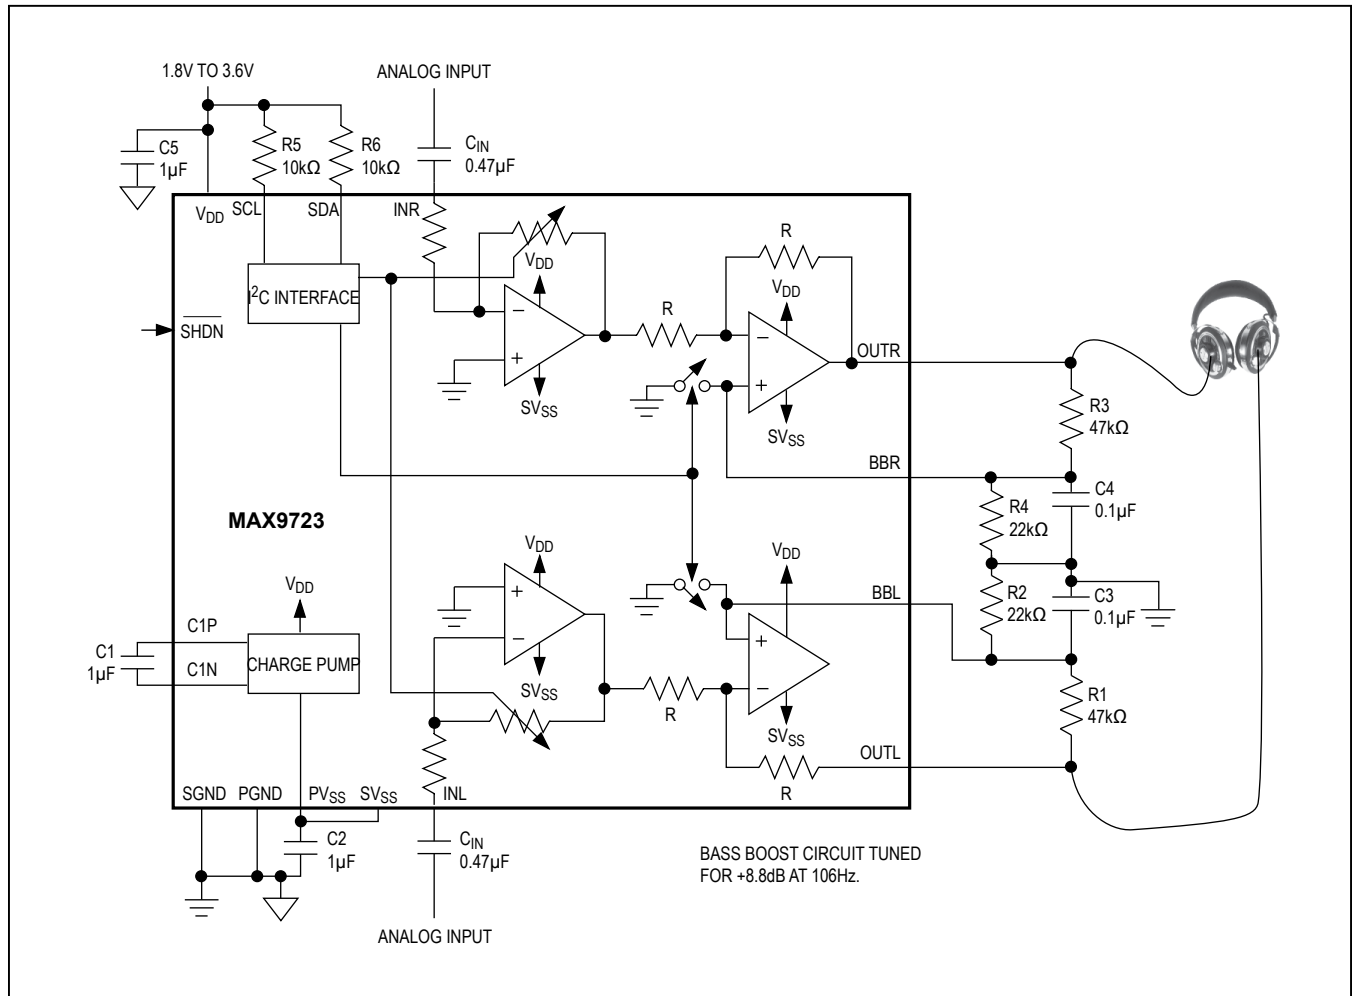 1.8V TO 3.6V
ANALOG INPUT
C5
1µF
R5
10kΩ
R6
10kΩ
CIN
0.47µF
VDD
SCL
SDA
INR
R
VDD
VDD
I²C INTERFACE
SHDN
R
OUTR
SVSS
SVSS
R3
47kΩ
BBR
C4
0.1µF
R4
22kΩ
MAX9723
VDD
VDD
VDD
R2
22kΩ
C3
0.1µF
BBL
C1P
C1
1µF
CHARGE PUMP
C1N
SVSS
R
R1
47kΩ
SVSS
OUTL
SGND
PGND
PVSS
SVSS
INL
R
C2
1µF
CIN
0.47µF
BASS BOOST CIRCUIT TUNED
FOR +8.8dB AT 106Hz.
ANALOG INPUT